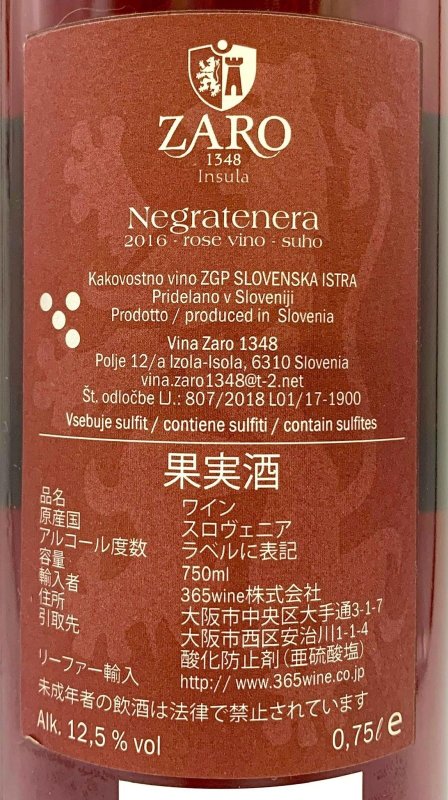 ZARO
1348
Insula
Negratenera
2016 - rose vino - suho
Kakovostno vino ZGP SLOVENSKA ISTRA
Pridelano v Sloveniji
Prodotto / produced in Slovenia
Vina Zaro 1348
Polje 12/a Izola-Isola, 6310 Slovenia
vina.zaro1348@t-2.net
Št. odločbe LJ.: 807/2018 L01/17-1900
Vsebuje sulfit / contiene sulfiti / contain sulfites
果実酒
品名 ワイン
原産国 スロヴェニア
アルコール度数 ラベルに表記
容量 750ml
輸入者 365wine株式会社
住所 大阪市中央区大手通3-1-7
引取先 大阪市西区安治川1-1-4
酸化防止剤(亜硫酸塩)
リーファー輸入 http:// www.365wine.co.jp
未成年者の飲酒は法律で禁止されています
Alk. 12,5 % vol 0,75l e